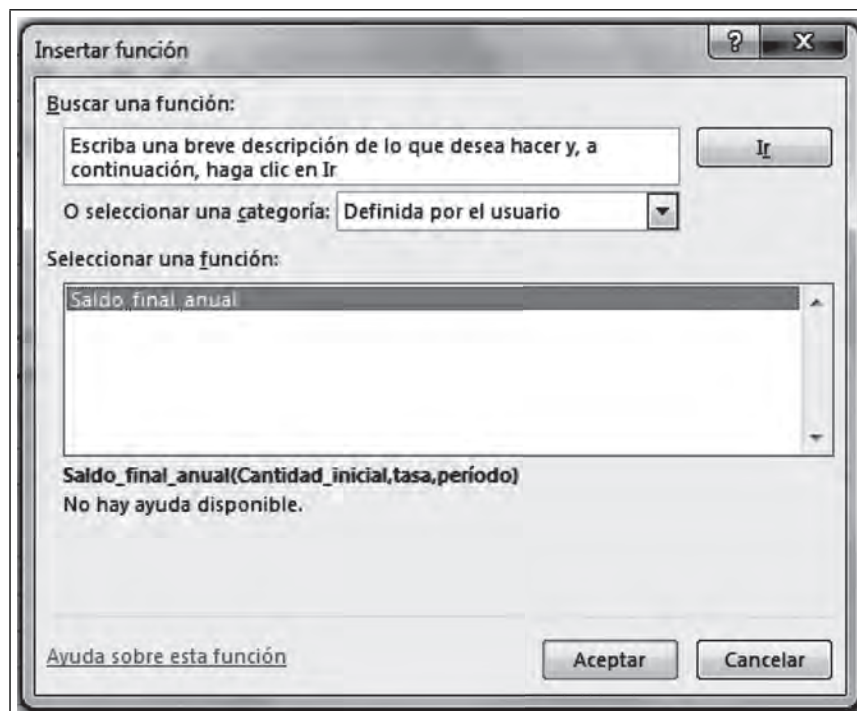 Insertar función
Buscar una función:
Escriba una breve descripción de lo que desea hacer y, a
continuación, haga clic en Ir
Ir
O seleccionar una categoría: Definida por el usuario
Seleccionar una función:
Saldo_final_anual
Saldo_final_anual(Cantidad_inicial,tasa,período)
No hay ayuda disponible.
Ayuda sobre esta función
Aceptar
Cancelar